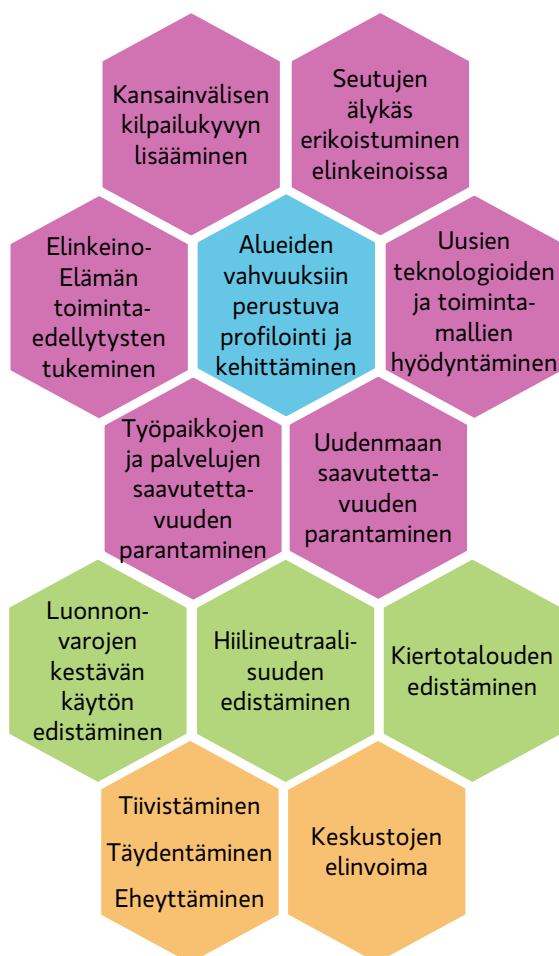 Kansainvälisen
kilpailukyvyn
lisääminen
Seutujen
älykäs
erikoistuminen
elinkeinoissa
Elinkeino-
Elämän
toiminta-
edellytysten
tukeminen
Alueiden
vahvuuksiin
perustuva
profilointi ja
kehittäminen
Uusien
teknologioiden
ja toiminta-
mallien
hyödyntäminen
Työpaikkojen
ja palvelujen
saavutetta-
vuuden
parantaminen
Uudenmaan
saavutetta-
vuuden
parantaminen
Luonnon-
varojen
kestävän
käytön
edistäminen
Hiilineutraali-
suuden
edistäminen
Kiertotalouden
edistäminen
Tiivistäminen
Täydentäminen
Eheyttäminen
Keskustojen
elinvoima